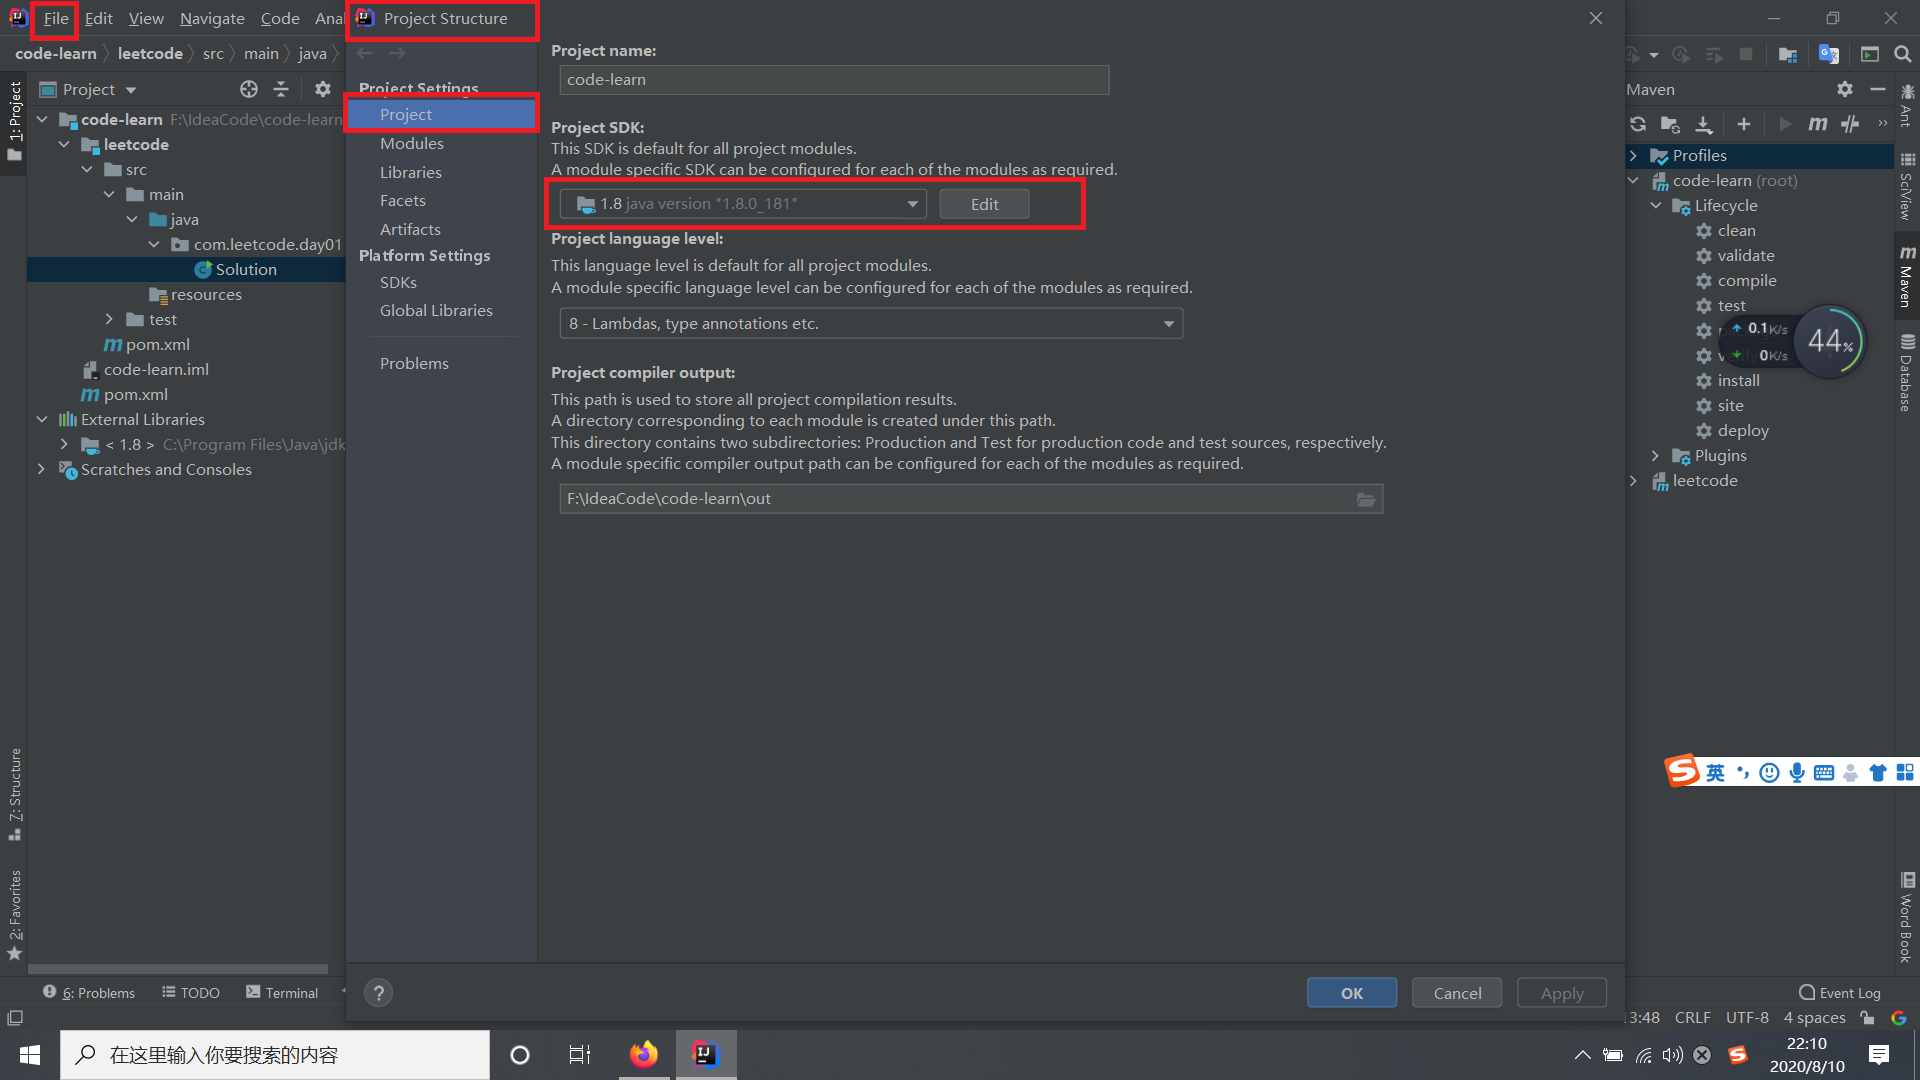 File Edit View Navigate Code Anal
Project Structure
code-learn leetcode src main java
Project
code-learn F:\IdeaCode\code-learn
leetcode
src
main
java
com.leetcode.day01
Solution
resources
test
pom.xml
code-learn.iml
pom.xml
External Libraries
< 1.8 > C:\Program Files\Java\jdk
Scratches and Consoles
1: Project
7: Structure
2: Favorites
Project Settings
Project
Modules
Libraries
Facets
Artifacts
Platform Settings
SDKs
Global Libraries
Problems
Project name:
code-learn
Project SDK:
This SDK is default for all project modules.
A module specific SDK can be configured for each of the modules as required.
1.8 java version "1.8.0_181"
Edit
Project language level:
This language level is default for all project modules.
A module specific language level can be configured for each of the modules as required.
8 - Lambdas, type annotations etc.
Project compiler output:
This path is used to store all project compilation results.
A directory corresponding to each module is created under this path.
This directory contains two subdirectories: Production and Test for production code and test sources, respectively.
A module specific compiler output path can be configured for each of the modules as required.
F:\IdeaCode\code-learn\out
OK
Cancel
Apply
?
Maven
Profiles
code-learn (root)
Lifecycle
clean
validate
compile
test
install
site
deploy
Plugins
leetcode
0.1K/s
0K/s
44%
Ant
SciView
Maven
Database
Word Book
英
6: Problems TODO Terminal
Event Log
3:48 CRLF UTF-8 4 spaces
在这里输入你要搜索的内容
22:10
2020/8/10